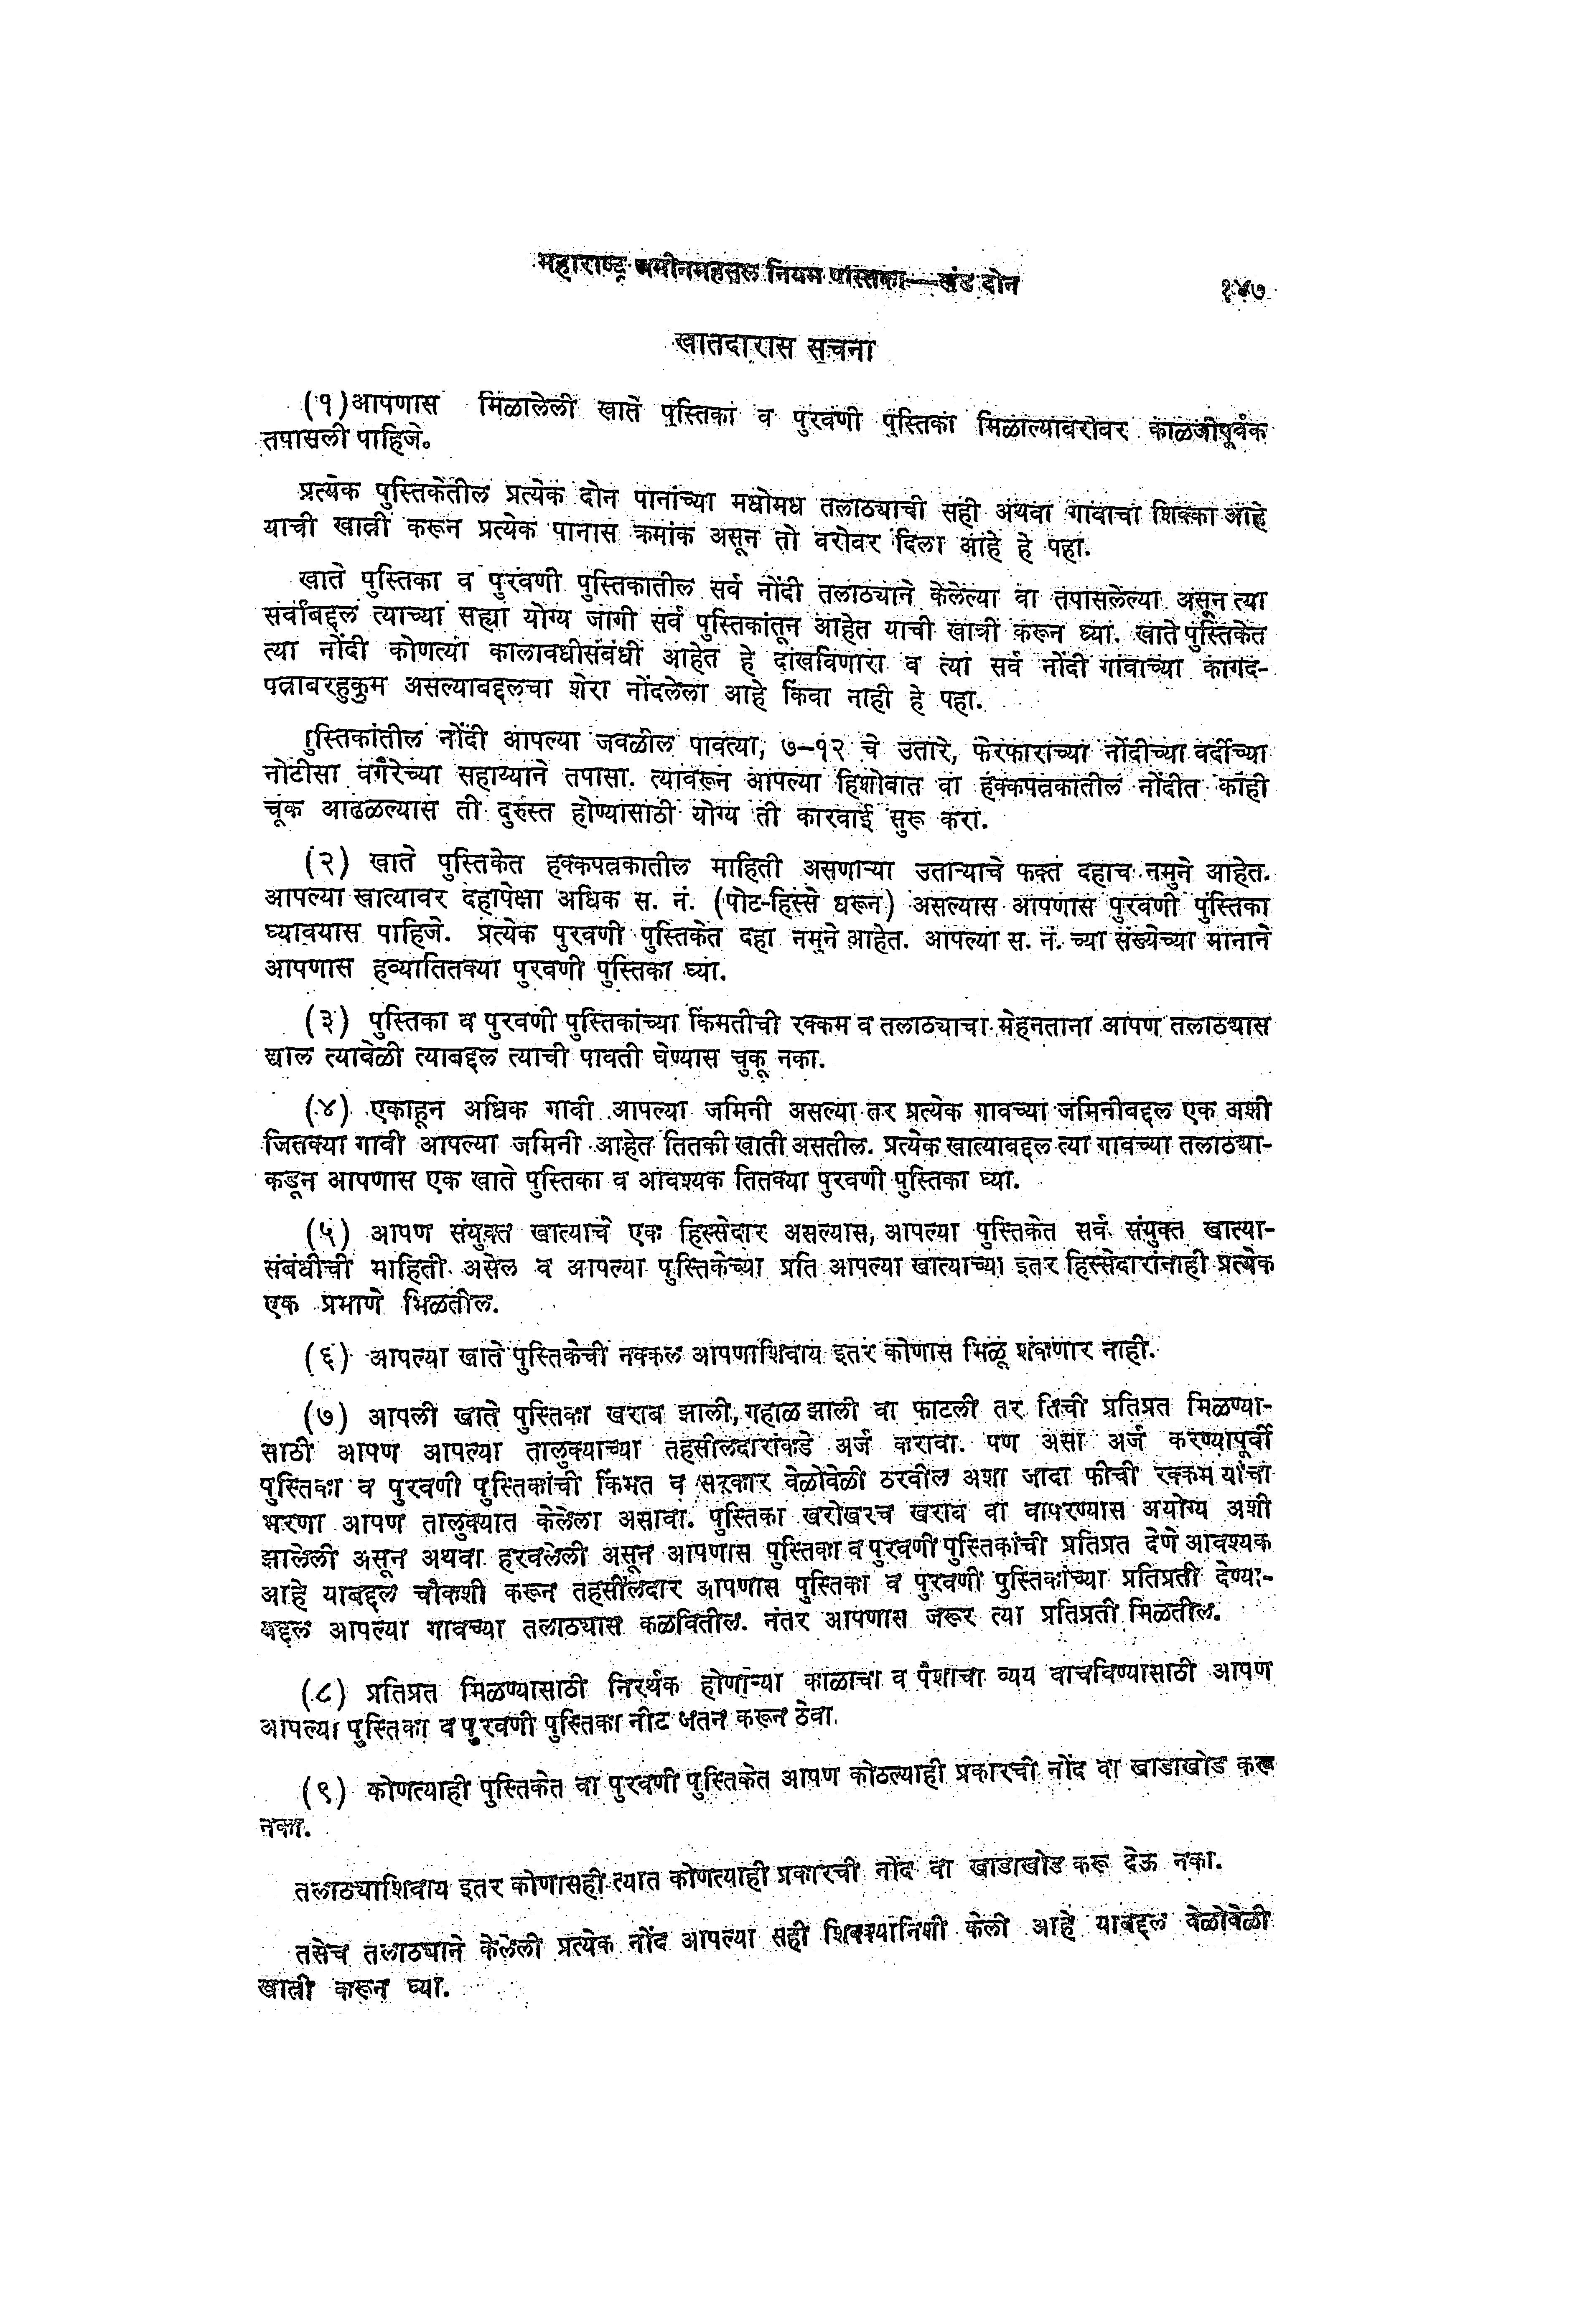 महाराष्ट्र जमीनमहसूल नियम पुस्तिका—खंड दोन १४७
खातेदारास सूचना
(१) आपणास मिळालेली खाते पुस्तिका व पुरवणी पुस्तिका मिळाल्याबरोबर काळजीपूर्वक
तपासली पाहिजे.
प्रत्येक पुस्तिकेतील प्रत्येक दोन पानांच्या मधोमध तलाठ्याची सही अथवा गावाचा शिक्का आहे
याची खात्री करून प्रत्येक पानास क्रमांक असून तो बरोबर दिला आहे हे पहा.
खाते पुस्तिका व पुरवणी पुस्तिकातील सर्व नोंदी तलाठ्याने केलेल्या वा तपासलेल्या असून त्या
सर्वांबद्दल त्याच्या सह्या योग्य जागी सर्व पुस्तिकांतून आहेत याची खात्री करून घ्या. खाते पुस्तिकेत
त्या नोंदी कोणत्या कालावधीसंबंधी आहेत हे दाखविणारा व त्या सर्व नोंदी गावाच्या कागद-
पत्राबरहुकुम असल्याबद्दलचा शेरा नोंदलेला आहे किंवा नाही हे पहा.
पुस्तिकांतील नोंदी आपल्या जवळील पावत्या, ७-१२ चे उतारे, फेरफाराच्या नोंदीच्या वर्दीच्या
नोटीसा वगैरेच्या सहाय्याने तपासा. त्यावरून आपल्या हिशोबात वा हक्कपत्रकातील नोंदीत काही
चूक आढळल्यास ती दुरुस्त होण्यासाठी योग्य ती कारवाई सुरू करा.
(२) खाते पुस्तिकेत हक्कपत्रकातील माहिती असणाऱ्या उताऱ्याचे फक्त दहाच नमुने आहेत.
आपल्या खात्यावर दहापेक्षा अधिक स. नं. (पोट-हिस्से धरून) असल्यास आपणास पुरवणी पुस्तिका
घ्यावयास पाहिजे. प्रत्येक पुरवणी पुस्तिकेत दहा नमुने आहेत. आपल्या स. नं. च्या संख्येच्या मानाने
आपणास हव्यातितक्या पुरवणी पुस्तिका घ्या.
(३) पुस्तिका व पुरवणी पुस्तिकांच्या किंमतीची रक्कम व तलाठ्याचा मेहनताना आपण तलाठ्यास
द्याल त्यावेळी त्याबद्दल त्याची पावती घेण्यास चुकू नका.
(४) एकाहून अधिक गावी आपल्या जमिनी असल्या तर प्रत्येक गावच्या जमिनीबद्दल एक अशी
जितक्या गावी आपल्या जमिनी आहेत तितकी खाती असतील. प्रत्येक खात्याबद्दल त्या गावच्या तलाठ्या-
कडून आपणास एक खाते पुस्तिका व आवश्यक तितक्या पुरवणी पुस्तिका घ्या.
(५) आपण संयुक्त खात्याचे एक हिस्सेदार असल्यास, आपल्या पुस्तिकेत सर्व संयुक्त खात्या-
संबंधीची माहिती असेल व आपल्या पुस्तिकेच्या प्रति आपल्या खात्याच्या इतर हिस्सेदारांनाही प्रत्येक
एक प्रमाणे मिळतील.
(६) आपल्या खाते पुस्तिकेची नक्कल आपणाशिवाय इतर कोणास मिळू शकणार नाही.
(७) आपली खाते पुस्तिका खराब झाली, गहाळ झाली वा फाटली तर तिची प्रतिप्रत मिळण्या-
साठी आपण आपल्या तालुक्याच्या तहसीलदारांकडे अर्ज करावा. पण असा अर्ज करण्यापूर्वी
पुस्तिका व पुरवणी पुस्तिकांची किंमत व सरकार वेळोवेळी ठरवील अशा जादा फीची रक्कम यांचा
भरणा आपण तालुक्यात केलेला असावा. पुस्तिका खरोखरच खराब वा वापरण्यास अयोग्य अशी
झालेली असून अथवा हरवलेली असून आपणास पुस्तिका व पुरवणी पुस्तिकांची प्रतिप्रत देणे आवश्यक
आहे याबद्दल चौकशी करून तहसीलदार आपणास पुस्तिका व पुरवणी पुस्तिकांच्या प्रतिप्रती देण्या-
बद्दल आपल्या गावच्या तलाठ्यास कळवितील. नंतर आपणास जरूर त्या प्रतिप्रती मिळतील.
(८) प्रतिप्रत मिळण्यासाठी निरर्थक होणाऱ्या काळाचा व पैशाचा व्यय वाचविण्यासाठी आपण
आपल्या पुस्तिका व पुरवणी पुस्तिका नीट जतन करून ठेवा.
(९) कोणत्याही पुस्तिकेत वा पुरवणी पुस्तिकेत आपण कोठल्याही प्रकारची नोंद वा खाडाखोड करू
नका.
तलाठ्याशिवाय इतर कोणासही त्यात कोणत्याही प्रकारची नोंद वा खाडाखोड करू देऊ नका.
तसेच तलाठ्याने केलेली प्रत्येक नोंद आपल्या सही शिक्क्यानिशी केली आहे याबद्दल वेळोवेळी
खात्री करून घ्या.